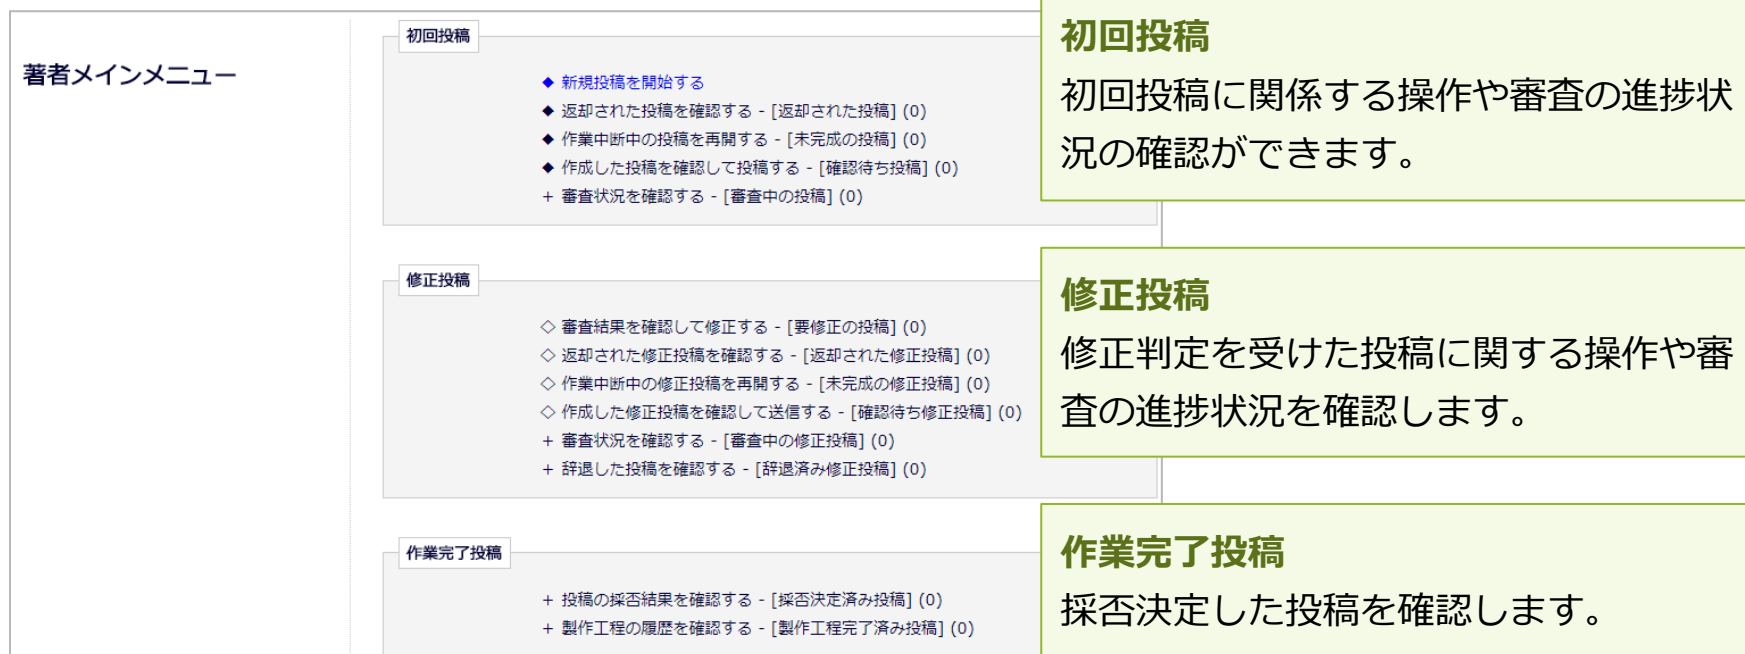 著者メインメニュー
初回投稿
◆ 新規投稿を開始する
◆ 返却された投稿を確認する - [返却された投稿] (0)
◆ 作業中断中の投稿を再開する - [未完成の投稿] (0)
◆ 作成した投稿を確認して投稿する - [確認待ち投稿] (0)
+ 審査状況を確認する - [審査中の投稿] (0)
初回投稿
初回投稿に関係する操作や審査の進捗状
況の確認ができます。
修正投稿
◇ 審査結果を確認して修正する - [要修正の投稿] (0)
◇ 返却された修正投稿を確認する - [返却された修正投稿] (0)
◇ 作業中断中の修正投稿を再開する - [未完成の修正投稿] (0)
◇ 作成した修正投稿を確認して送信する - [確認待ち修正投稿] (0)
+ 審査状況を確認する - [審査中の修正投稿] (0)
+ 辞退した投稿を確認する - [辞退済み修正投稿] (0)
修正投稿
修正判定を受けた投稿に関する操作や審
査の進捗状況を確認します。
作業完了投稿
+ 投稿の採否結果を確認する - [採否決定済み投稿] (0)
+ 製作工程の履歴を確認する - [製作工程完了済み投稿] (0)
作業完了投稿
採否決定した投稿を確認します。